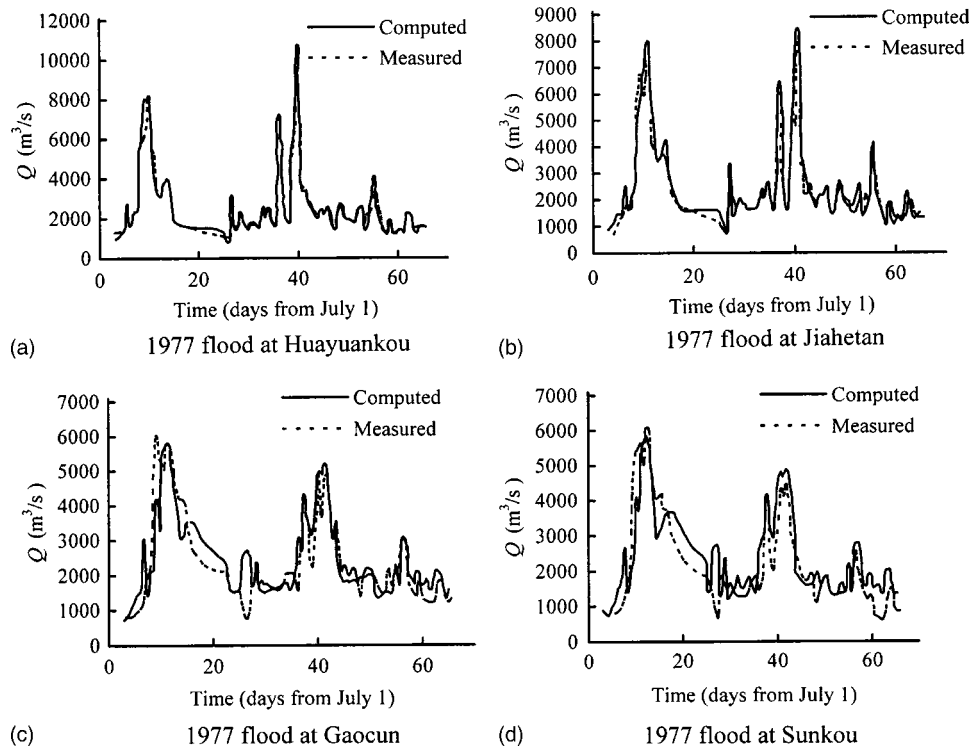 12000
10000
8000
6000
4000
2000
0
Q (m³/s)
Computed
Measured
0 20 40 60
Time (days from July 1)
(a) 1977 flood at Huayuankou
9000
8000
7000
6000
5000
4000
3000
2000
1000
0
Q (m³/s)
Computed
Measured
0 20 40 60
Time (days from July 1)
(b) 1977 flood at Jiahetan
7000
6000
5000
4000
3000
2000
1000
0
Q (m³/s)
Computed
Measured
0 20 40 60
Time (days from July 1)
(c) 1977 flood at Gaocun
7000
6000
5000
4000
3000
2000
1000
0
Q (m³/s)
Computed
Measured
0 20 40 60
Time (days from July 1)
(d) 1977 flood at Sunkou